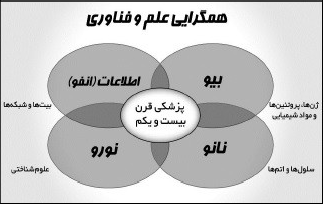 همگرایی علم و فناوری
بیو
اطلاعات (انفو)
ژن‌ها، پروتئین‌ها
و مواد شیمیایی
بیت‌ها و شبکه‌ها
پزشکی قرن
بیست و یکم
نانو
نورو
سلول‌ها و اتم‌ها
علوم‌شناختی